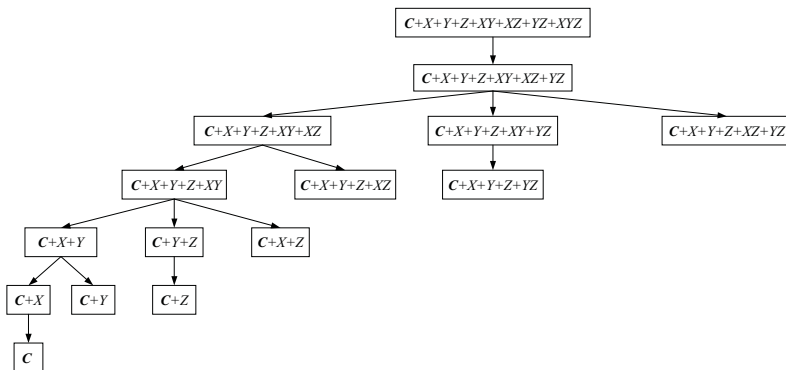 C+X+Y+Z+XY+XZ+YZ+XYZ
C+X+Y+Z+XY+XZ+YZ
C+X+Y+Z+XY+XZ
C+X+Y+Z+XY+YZ
C+X+Y+Z+XZ+YZ
C+X+Y+Z+XY
C+X+Y+Z+XZ
C+X+Y+Z+YZ
C+X+Y
C+Y+Z
C+X+Z
C+X
C+Y
C+Z
C